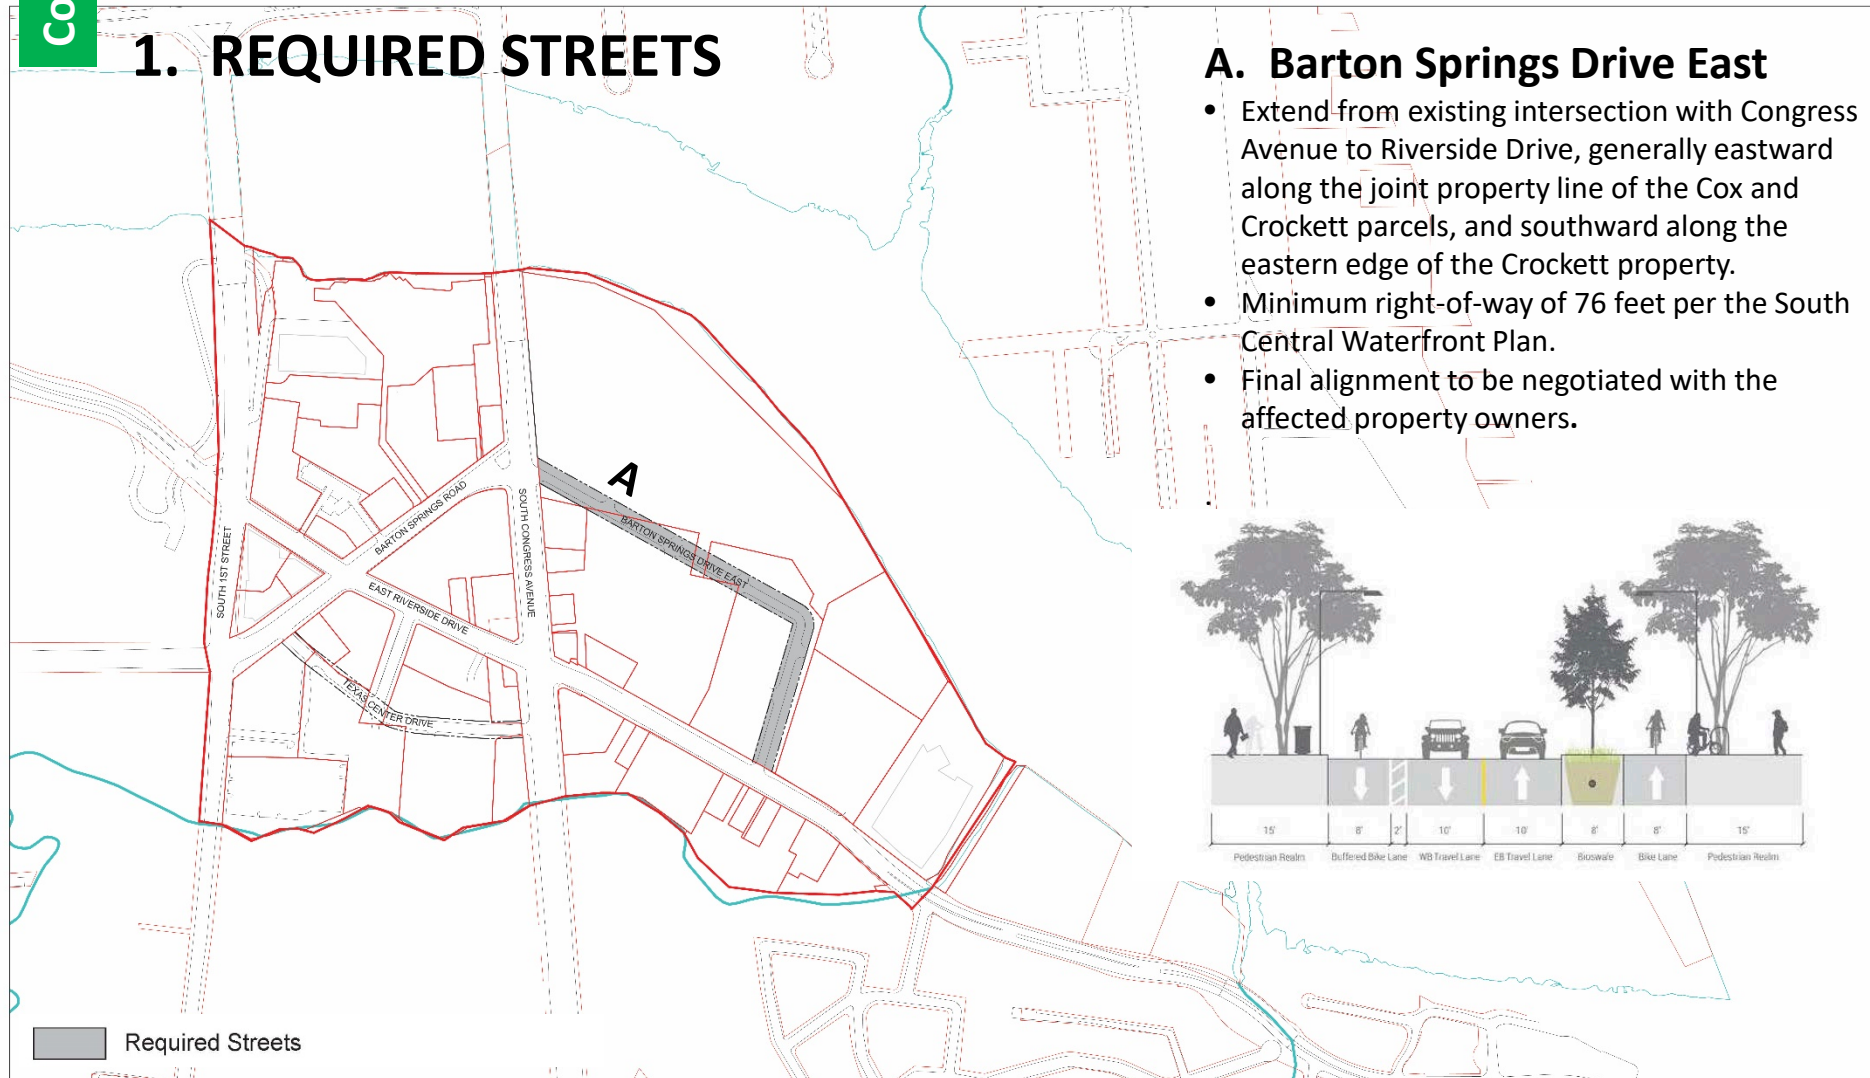 Co
1. REQUIRED STREETS
A. Barton Springs Drive East
• Extend from existing intersection with Congress
Avenue to Riverside Drive, generally eastward
along the joint property line of the Cox and
Crockett parcels, and southward along the
eastern edge of the Crockett property.
• Minimum right-of-way of 76 feet per the South
Central Waterfront Plan.
• Final alignment to be negotiated with the
affected property owners.
.
A
BARTON SPRINGS ROAD
SOUTH CONGRESS AVENUE
BARTON SPRINGS DRIVE EAST
SOUTH 1ST STREET
EAST RIVERSIDE DRIVE
TEXAS CENTER DRIVE
15' 8' 2' 10' 10' 8' 8' 15'
Pedestrian Realm Buffered Bike Lane WB Travel Lane EB Travel Lane Bioswale Bike Lane Pedestrian Realm
Required Streets